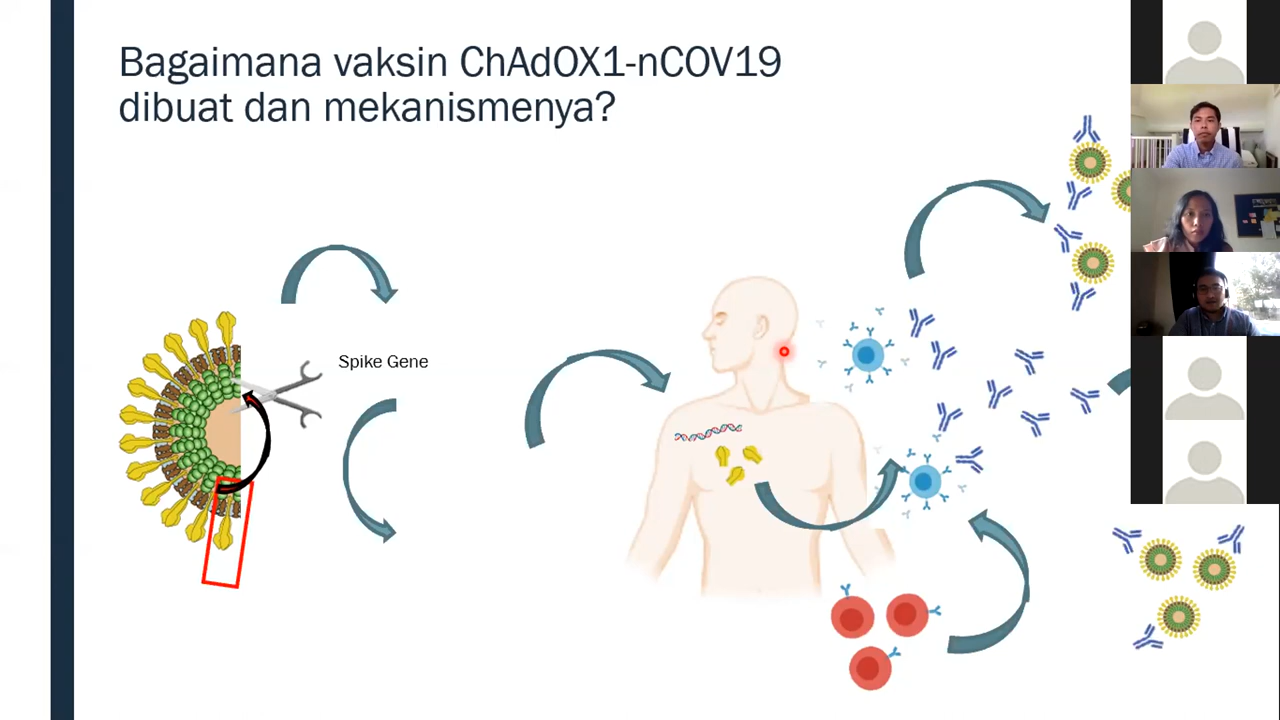 Bagaimana vaksin ChAdOX1-nCOV19
dibuat dan mekanismenya?
Spike Gene